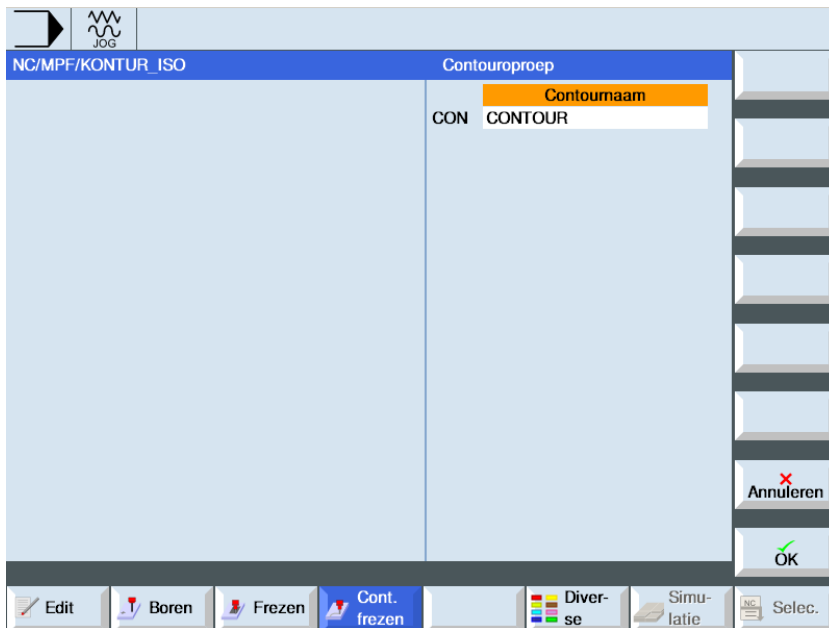 JOG
NC/MPF/KONTUR_ISO
Contouroproep
Contournaam
CON CONTOUR
Annuleren
OK
Edit
Boren
Frezen
Cont.
frezen
Diver-
se
Simu-
latie
NC
Selec.